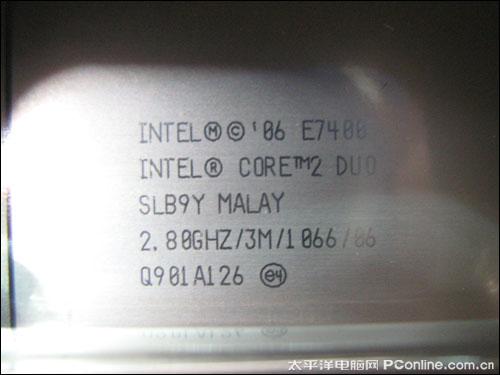 INTEL Ⓜ © '06 E7400
INTEL® CORE™2 DUO
SLB9Y MALAY
2.80GHZ/3M/1066/06
Q901A126 e4
太平洋电脑网 PConline.com.cn